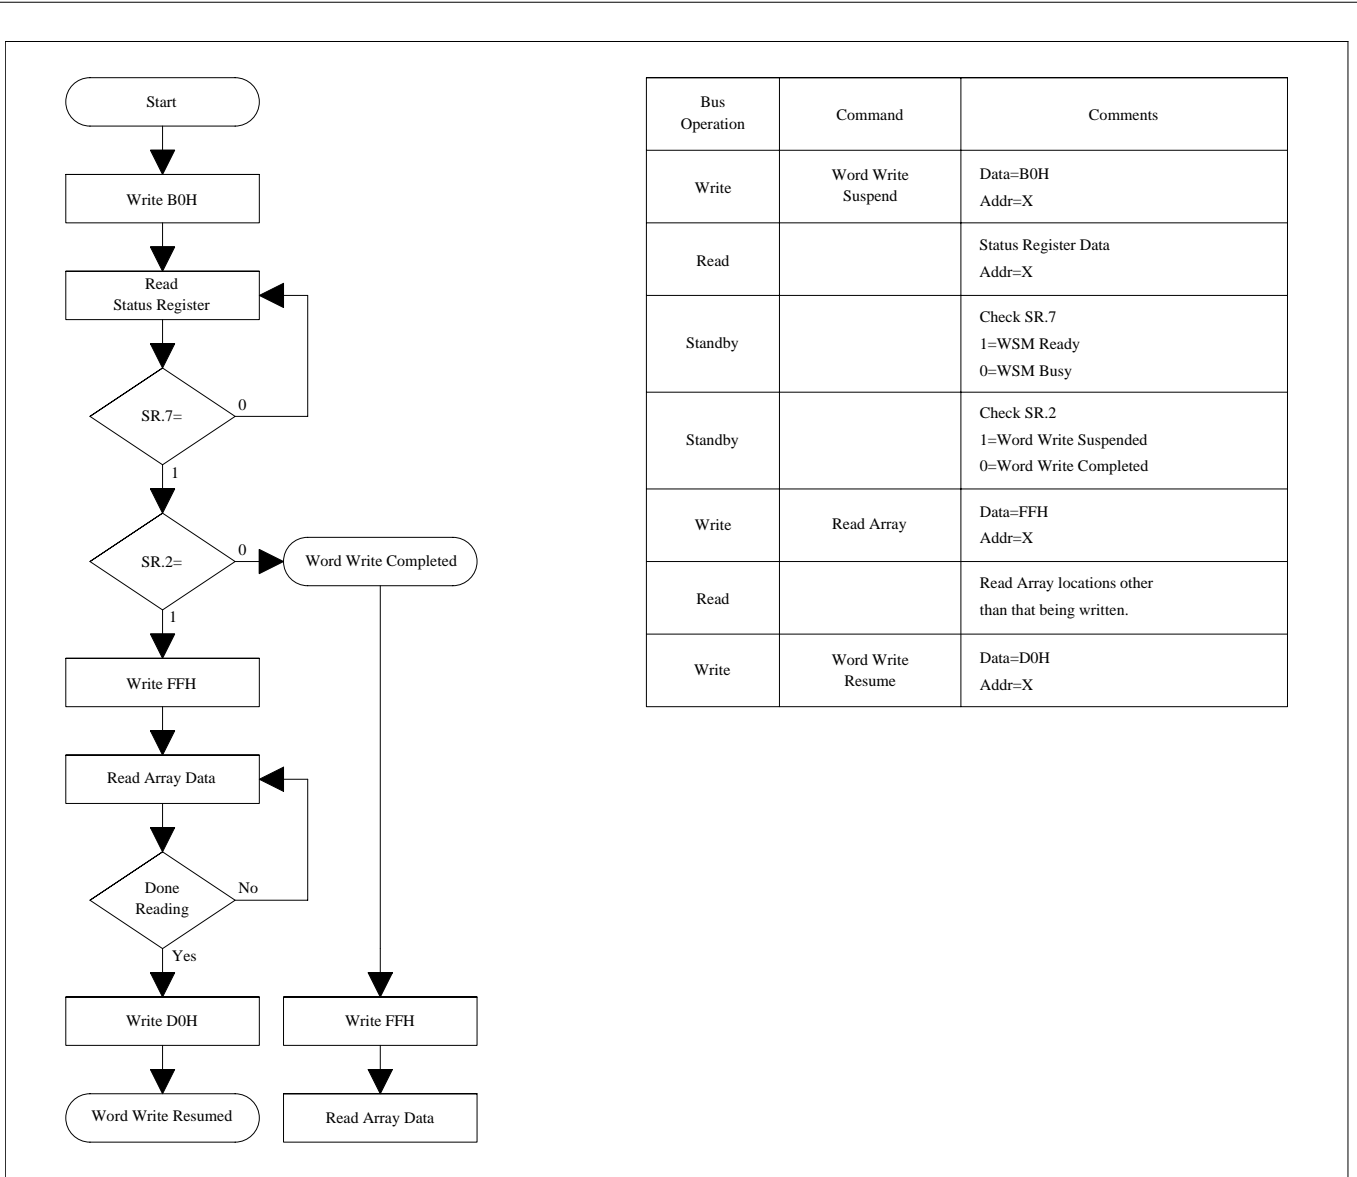 Start
Write B0H
Read
Status Register
SR.7=
0
1
SR.2=
0
Word Write Completed
1
Write FFH
Read Array Data
Done
Reading
No
Yes
Write D0H
Write FFH
Word Write Resumed
Read Array Data
Bus
Operation
Command
Comments
Write
Word Write
Suspend
Data=B0H
Addr=X
Read
Status Register Data
Addr=X
Standby
Check SR.7
1=WSM Ready
0=WSM Busy
Standby
Check SR.2
1=Word Write Suspended
0=Word Write Completed
Write
Read Array
Data=FFH
Addr=X
Read
Read Array locations other
than that being written.
Write
Word Write
Resume
Data=D0H
Addr=X